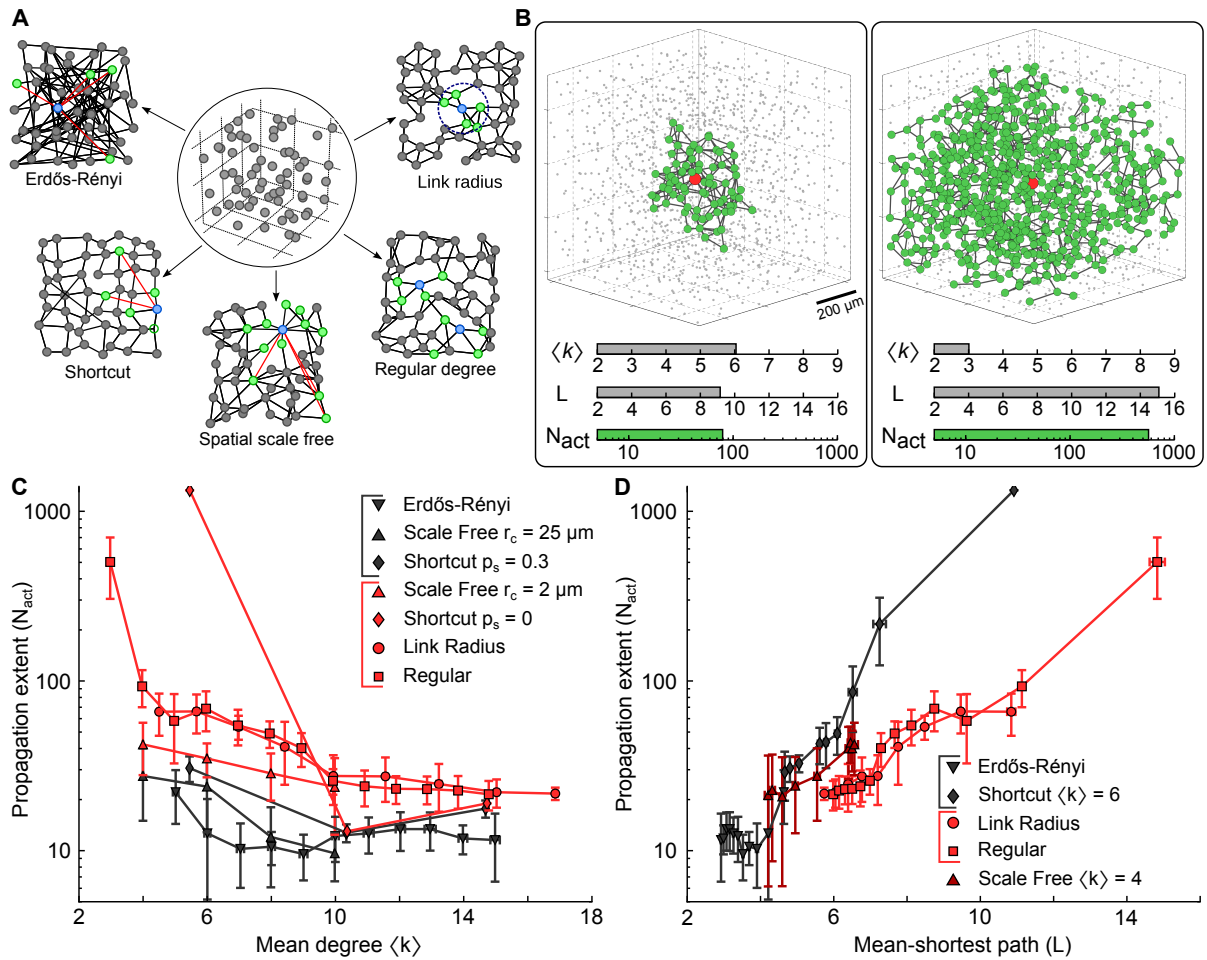 A
Erdős-Rényi
Link radius
Shortcut
Regular degree
Spatial scale free
B
200 µm
⟨k⟩
2 3 4 5 6 7 8 9
L
2 4 6 8 10 12 14 16
Nact
10 100 1000
⟨k⟩
2 3 4 5 6 7 8 9
L
2 4 6 8 10 12 14 16
Nact
10 100 1000
C
Propagation extent (Nact)
1000
100
10
2 6 10 14 18
Mean degree ⟨k⟩
Erdős-Rényi
Scale Free rc = 25 µm
Shortcut ps = 0.3
Scale Free rc = 2 µm
Shortcut ps = 0
Link Radius
Regular
D
Propagation extent (Nact)
1000
100
10
2 6 10 14
Mean-shortest path (L)
Erdős-Rényi
Shortcut ⟨k⟩ = 6
Link Radius
Regular
Scale Free ⟨k⟩ = 4